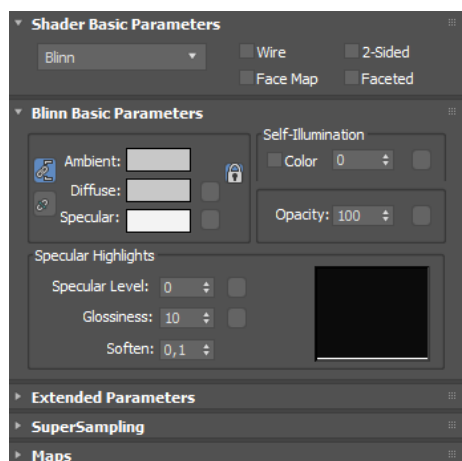 Shader Basic Parameters
Blinn Wire 2-Sided
Face Map Faceted
Blinn Basic Parameters
Self-Illumination
Ambient: Color 0
Diffuse:
Specular: Opacity: 100
Specular Highlights
Specular Level: 0
Glossiness: 10
Soften: 0,1
Extended Parameters
SuperSampling
Maps